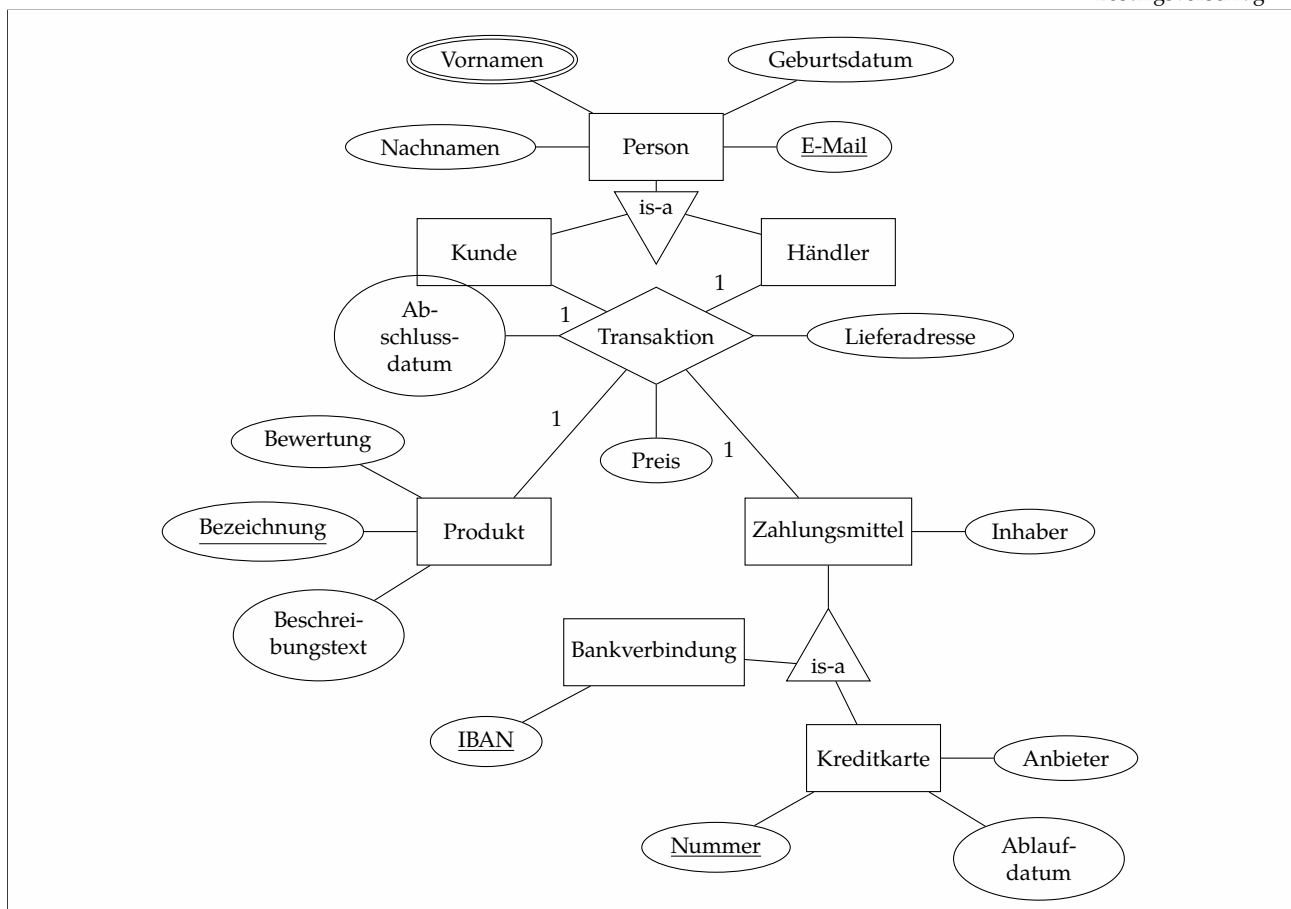 Vornamen
Geburtsdatum
Nachnamen
Person
E-Mail
is-a
Kunde
Händler
1
1
Ab-
schluss-
datum
Transaktion
Lieferadresse
1
1
Bewertung
Preis
Bezeichnung
Produkt
Zahlungsmittel
Inhaber
Beschrei-
bungstext
Bankverbindung
is-a
IBAN
Kreditkarte
Anbieter
Nummer
Ablauf-
datum